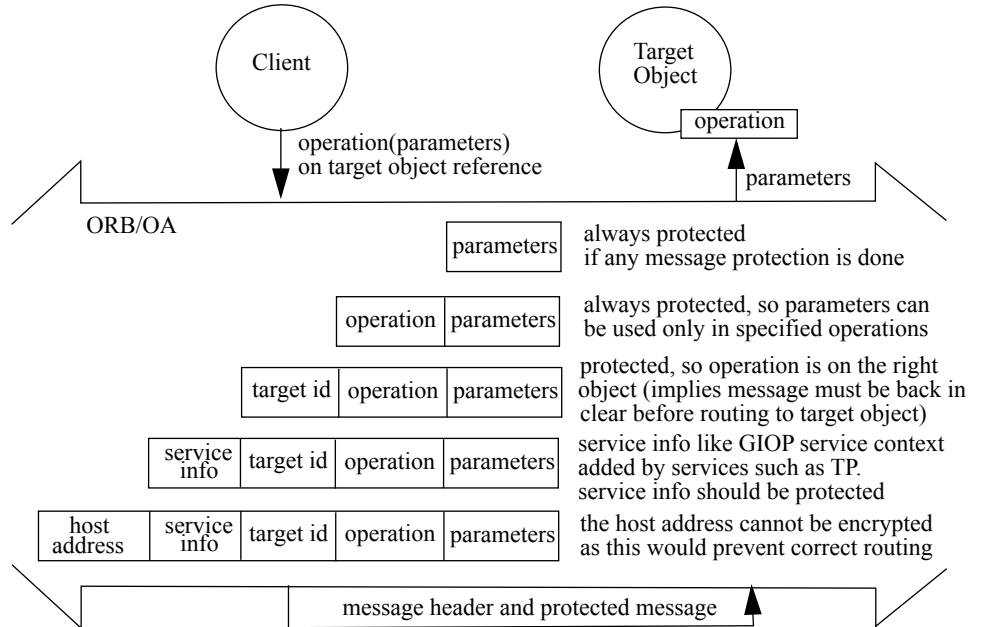 Client
Target
Object
operation
operation(parameters)
on target object reference
parameters
ORB/OA
parameters
always protected
if any message protection is done
operation parameters
always protected, so parameters can
be used only in specified operations
target id operation parameters
protected, so operation is on the right
object (implies message must be back in
clear before routing to target object)
service
info
target id operation parameters
service info like GIOP service context
added by services such as TP.
service info should be protected
host
address
service
info
target id operation parameters
the host address cannot be encrypted
as this would prevent correct routing
message header and protected message